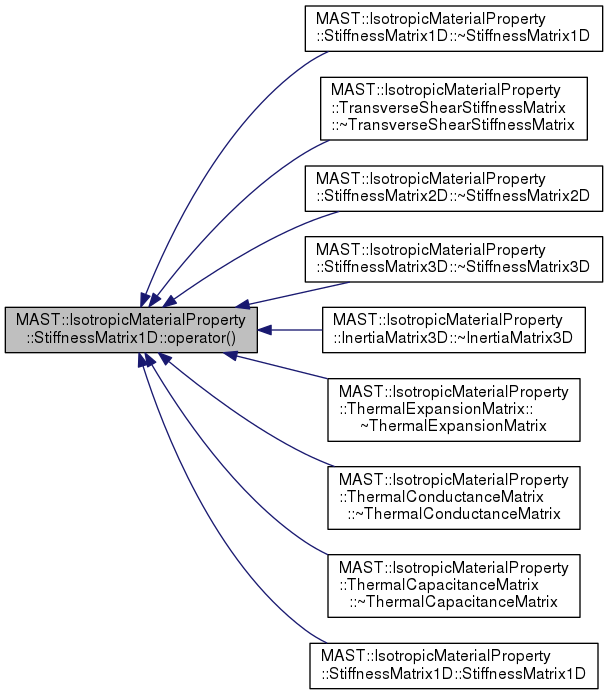 MAST::IsotropicMaterialProperty
::StiffnessMatrix1D::~StiffnessMatrix1D
MAST::IsotropicMaterialProperty
::TransverseShearStiffnessMatrix
::~TransverseShearStiffnessMatrix
MAST::IsotropicMaterialProperty
::StiffnessMatrix2D::~StiffnessMatrix2D
MAST::IsotropicMaterialProperty
::StiffnessMatrix3D::~StiffnessMatrix3D
MAST::IsotropicMaterialProperty
::StiffnessMatrix1D::operator()
MAST::IsotropicMaterialProperty
::InertiaMatrix3D::~InertiaMatrix3D
MAST::IsotropicMaterialProperty
::ThermalExpansionMatrix::
~ThermalExpansionMatrix
MAST::IsotropicMaterialProperty
::ThermalConductanceMatrix
::~ThermalConductanceMatrix
MAST::IsotropicMaterialProperty
::ThermalCapacitanceMatrix
::~ThermalCapacitanceMatrix
MAST::IsotropicMaterialProperty
::StiffnessMatrix1D::StiffnessMatrix1D